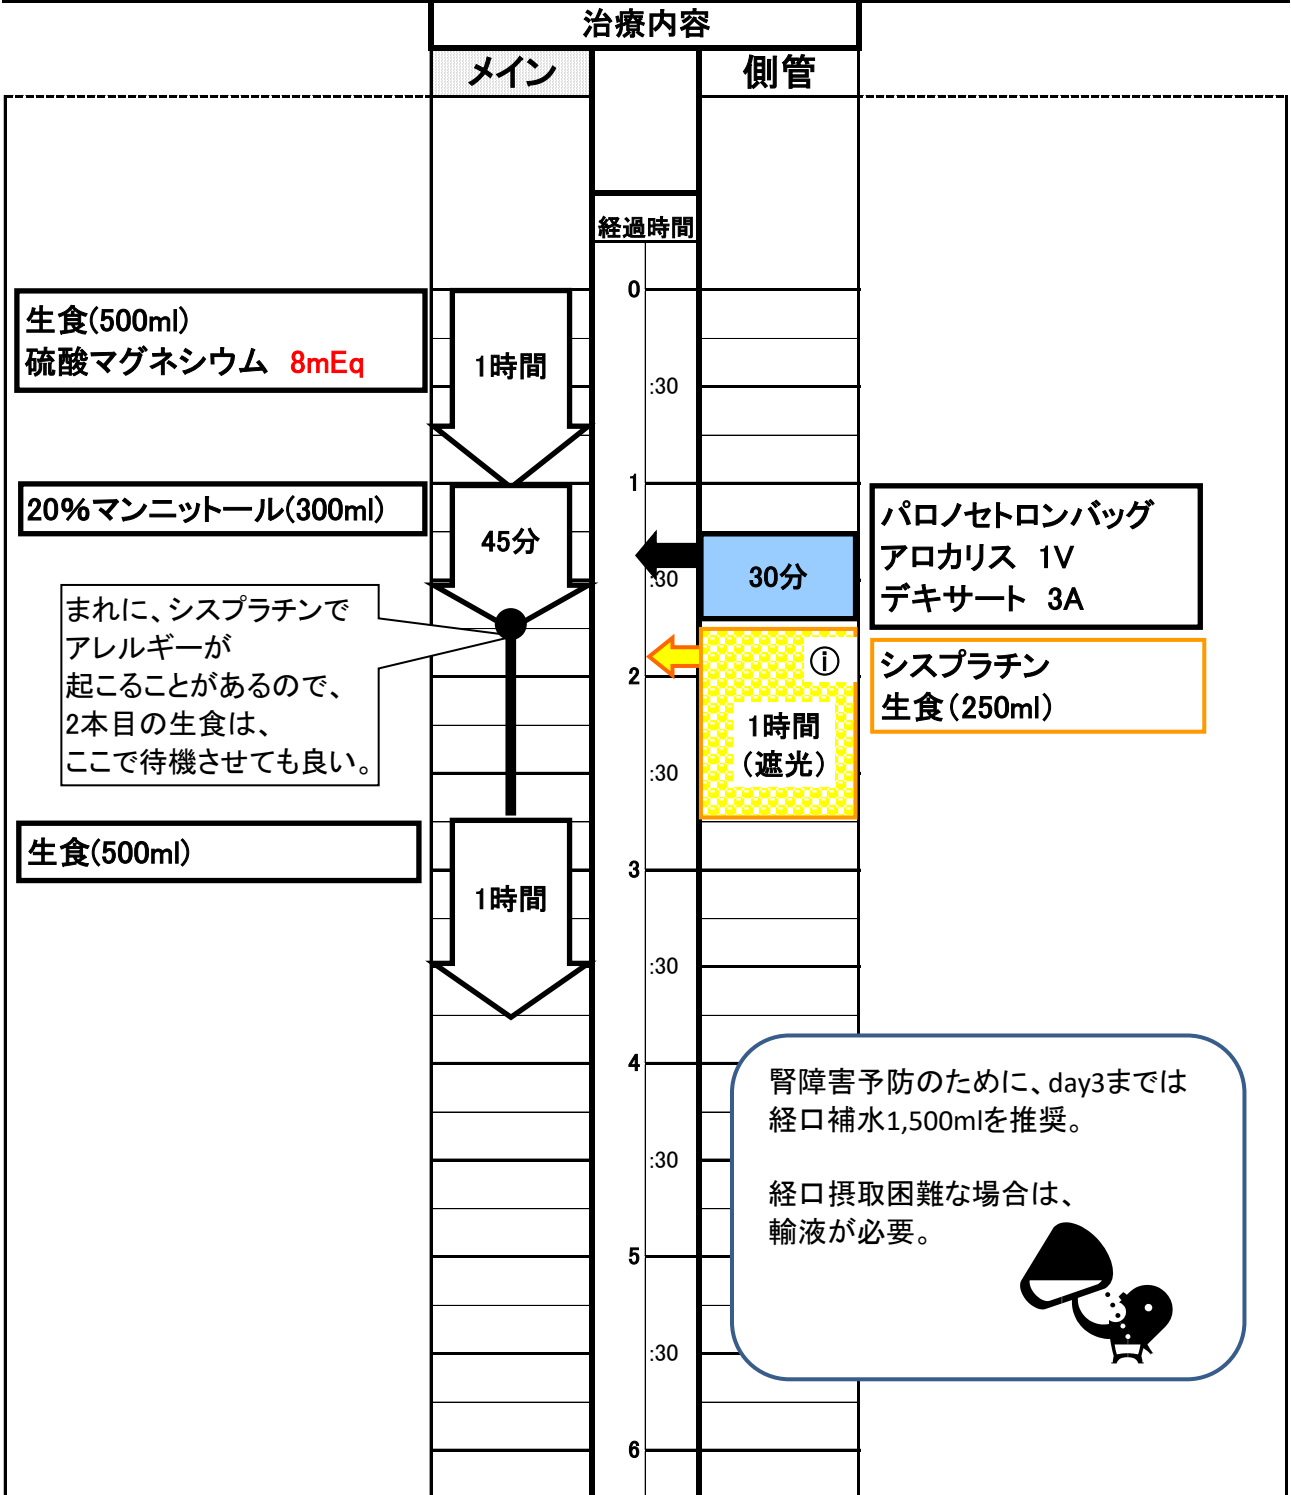 治療内容
メイン
側管
経過時間
0
生食(500ml)
硫酸マグネシウム 8mEq
1時間
:30
1
20%マンニットール(300ml)
45分
パロノセトロンバッグ
アロカリス 1V
デキサート 3A
30分
:30
まれに、シスプラチンで
アレルギーが
起こることがあるので、
2本目の生食は、
ここで待機させても良い。
シスプラチン
生食(250ml)
ⓘ
2
1時間
(遮光)
:30
生食(500ml)
3
1時間
:30
4
腎障害予防のために、day3までは
経口補水1,500mlを推奨。
:30
経口摂取困難な場合は、
輸液が必要。
5
:30
6